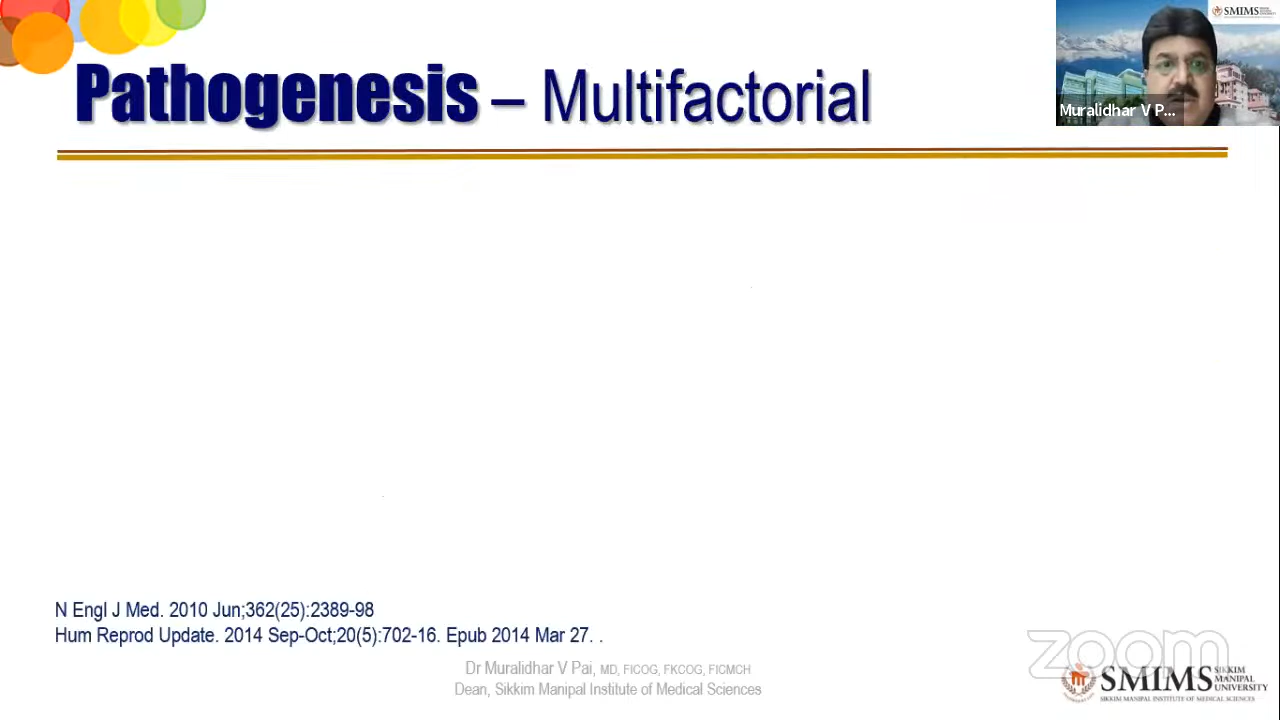 SMIMS
Pathogenesis – Multifactorial
Muralidhar V P...
N Engl J Med. 2010 Jun;362(25):2389-98
Hum Reprod Update. 2014 Sep-Oct;20(5):702-16. Epub 2014 Mar 27. .
Dr Muralidhar V Pai, MD, FICOG, FKCOG, FICMCH
Dean, Sikkim Manipal Institute of Medical Sciences
zoom
SMIMS SIKKIM MANIPAL UNIVERSITY
SIKKIM MANIPAL INSTITUTE OF MEDICAL SCIENCES